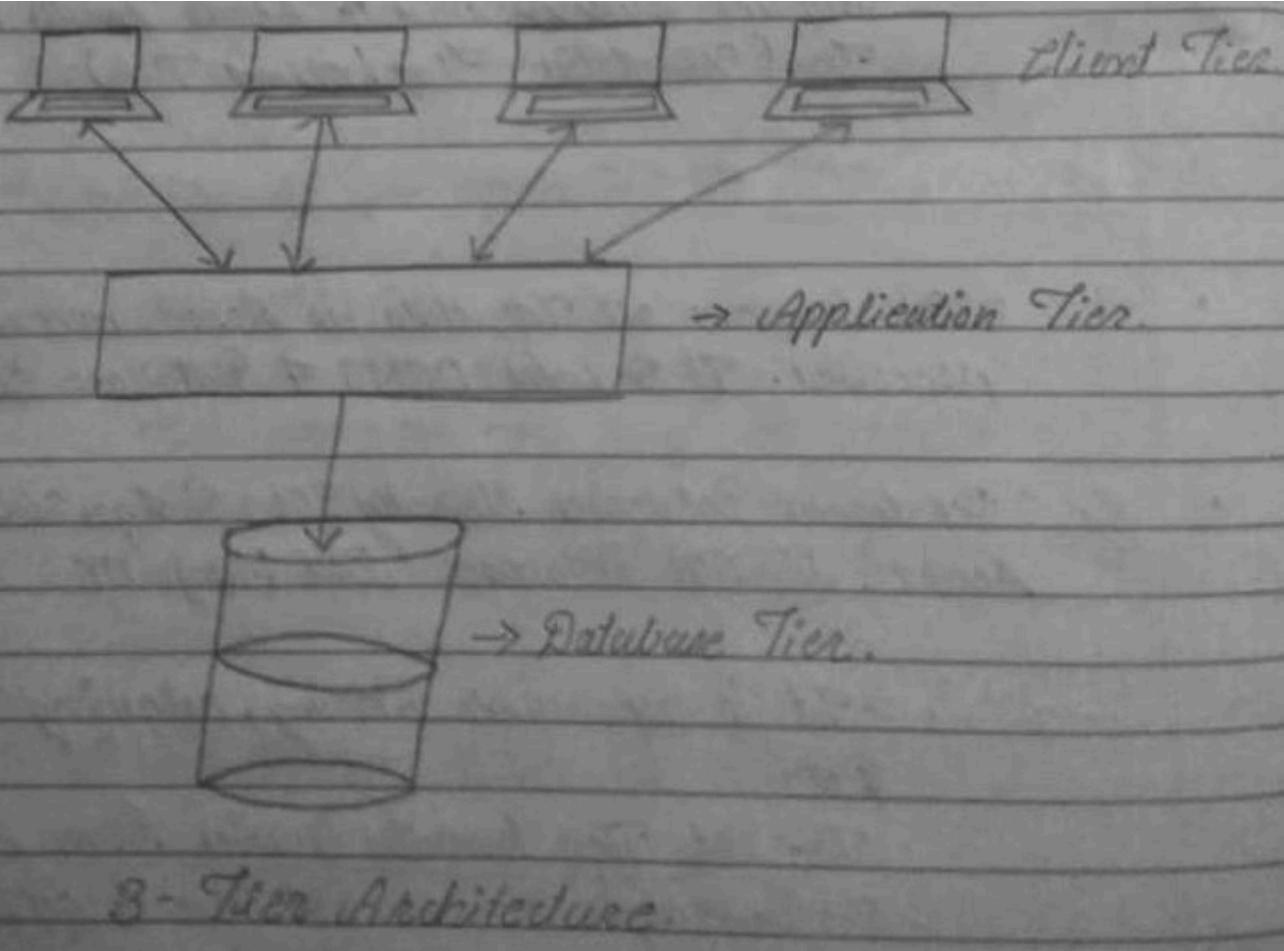 Client Tier.
→ Application Tier.
→ Database Tier.
3- Tier Architecture.